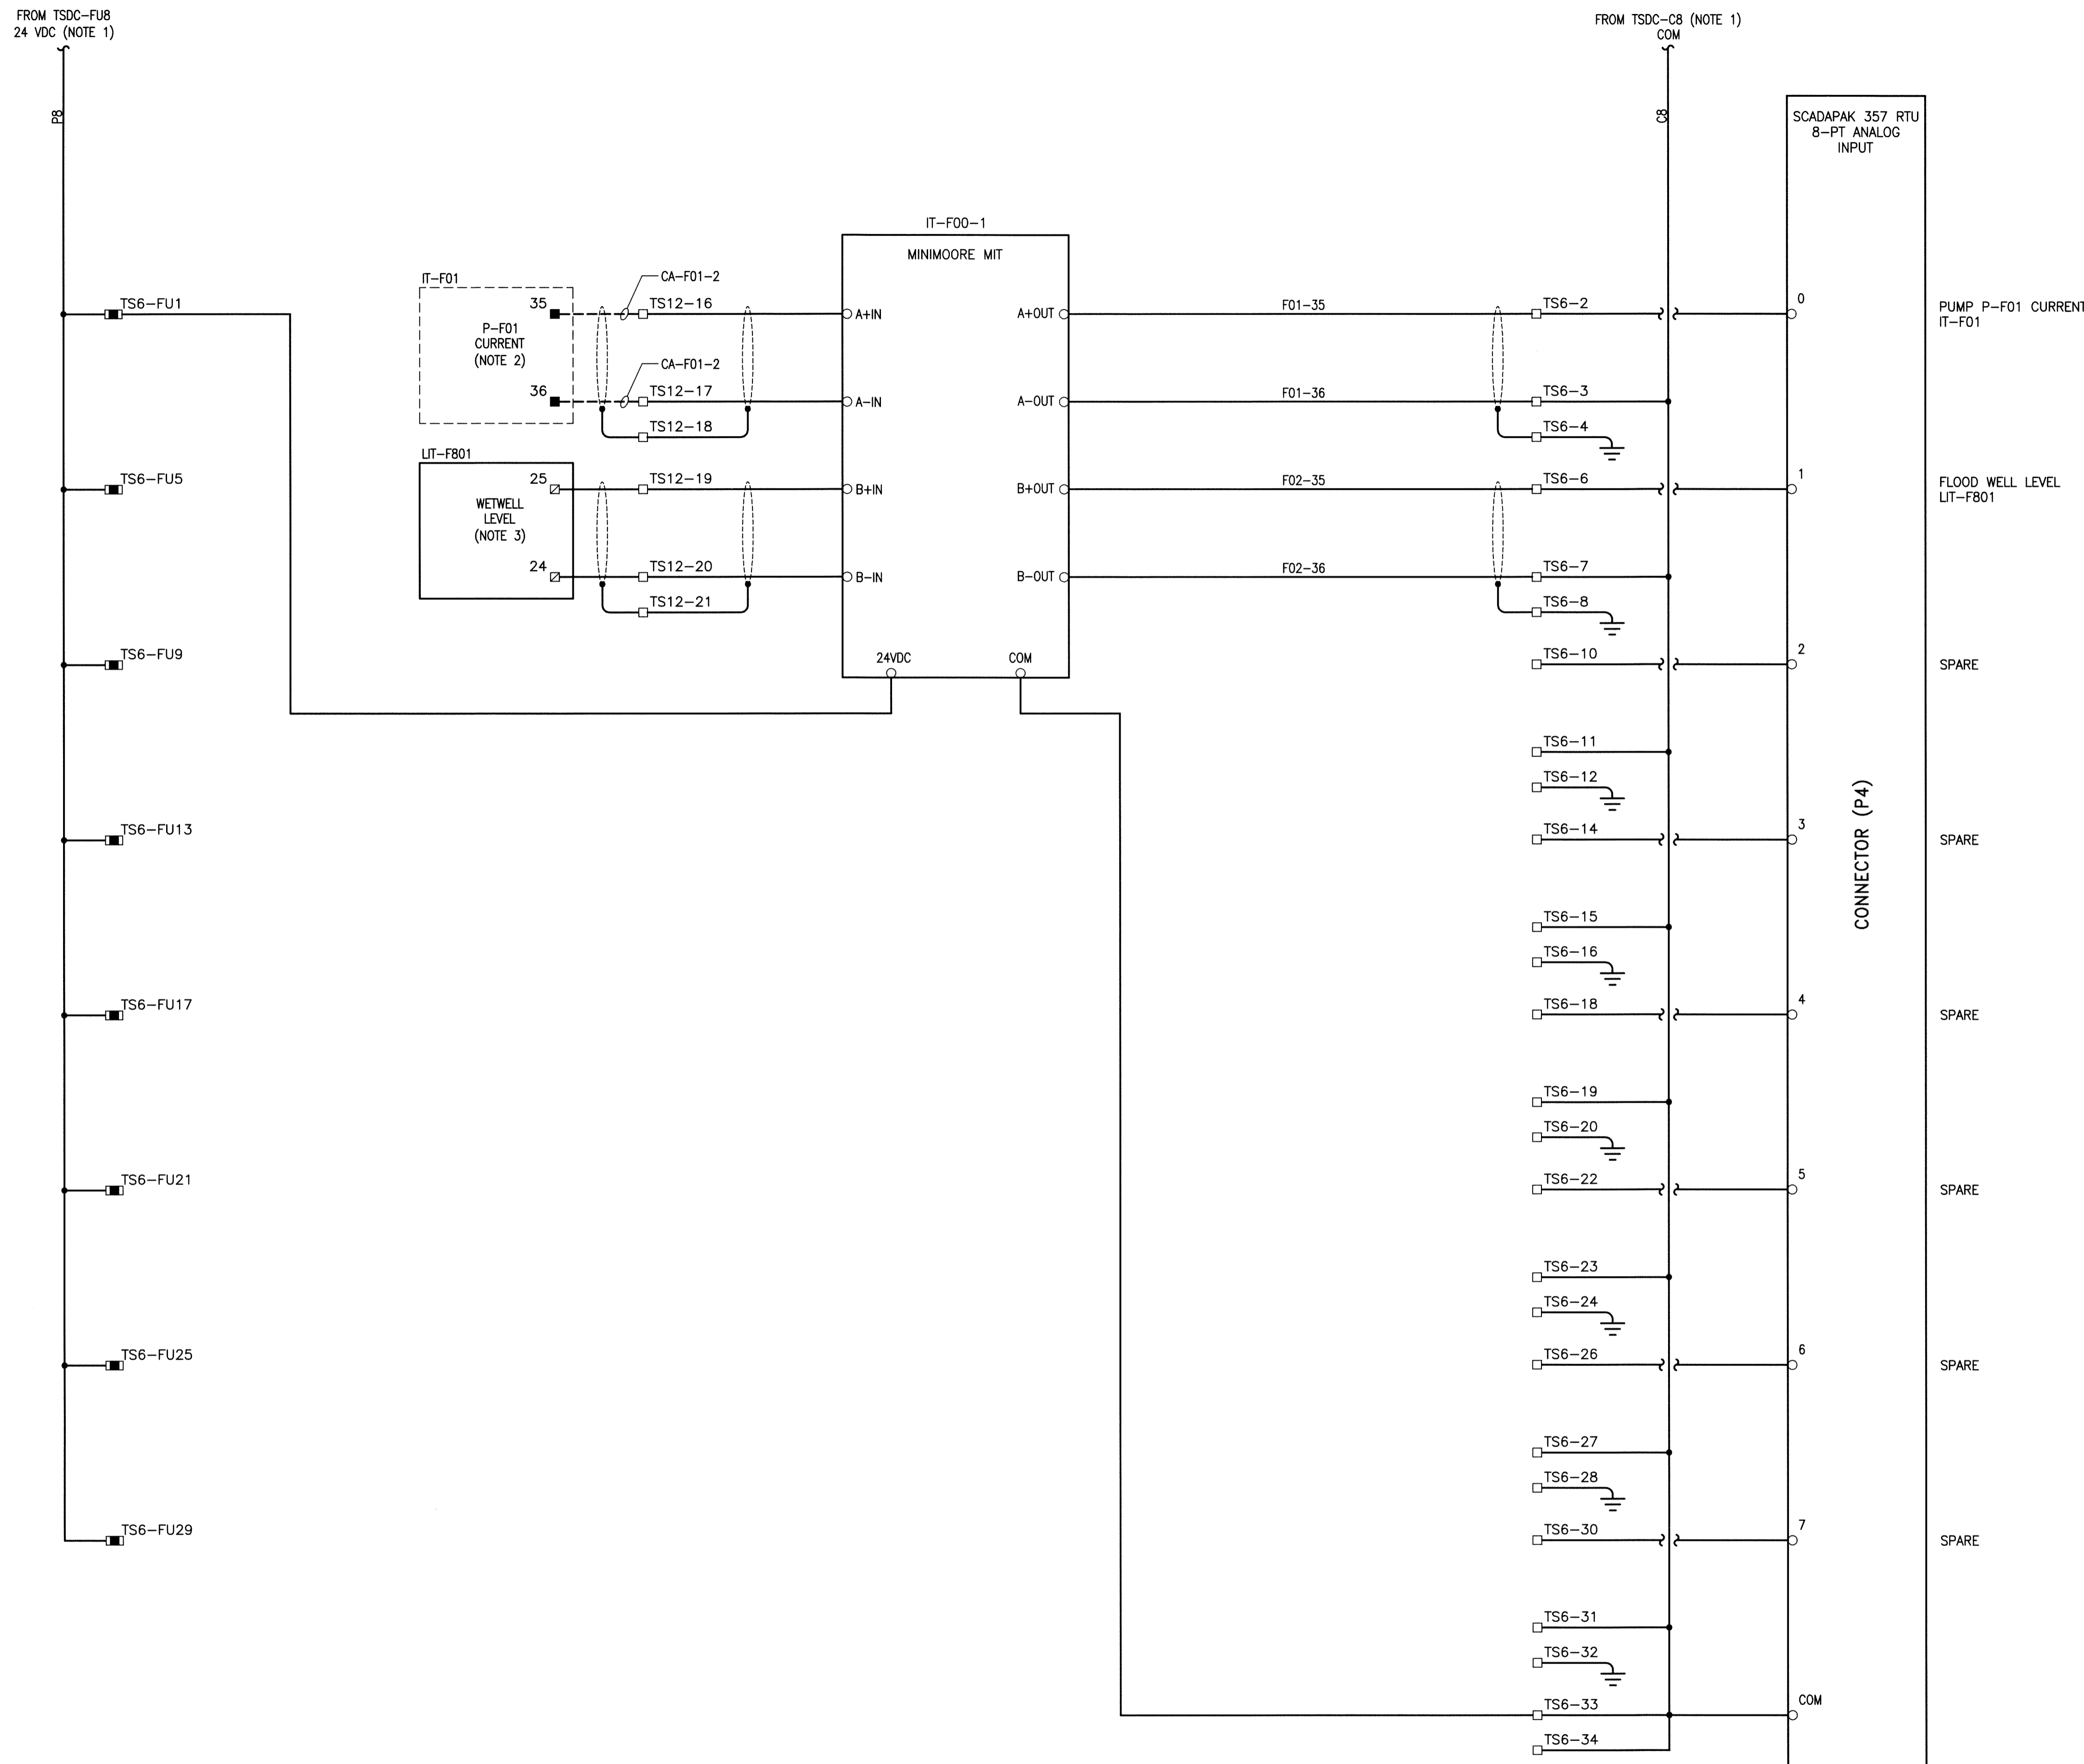 FROM TSDC-FU8
24 VDC (NOTE 1)
FROM TSDC-C8 (NOTE 1)
COM
P8
C8
SCADAPAK 357 RTU
8-PT ANALOG
INPUT
IT-F00-1
MINIMOORE MIT
IT-F01
CA-F01-2
TS6-FU1
35
TS12-16
A+IN
A+OUT
F01-35
TS6-2
0
PUMP P-F01 CURRENT
IT-F01
P-F01
CURRENT
(NOTE 2)
CA-F01-2
36
TS12-17
A-IN
A-OUT
F01-36
TS6-3
TS12-18
TS6-4
LIT-F801
TS6-FU5
25
TS12-19
B+IN
B+OUT
F02-35
TS6-6
1
FLOOD WELL LEVEL
LIT-F801
WETWELL
LEVEL
(NOTE 3)
24
TS12-20
B-IN
B-OUT
F02-36
TS6-7
TS12-21
TS6-8
TS6-FU9
24VDC
COM
TS6-10
2
SPARE
TS6-11
TS6-12
CONNECTOR (P4)
TS6-FU13
TS6-14
3
SPARE
TS6-15
TS6-16
TS6-FU17
TS6-18
4
SPARE
TS6-19
TS6-20
TS6-FU21
TS6-22
5
SPARE
TS6-23
TS6-24
TS6-FU25
TS6-26
6
SPARE
TS6-27
TS6-28
TS6-FU29
TS6-30
7
SPARE
TS6-31
TS6-32
TS6-33
COM
TS6-34